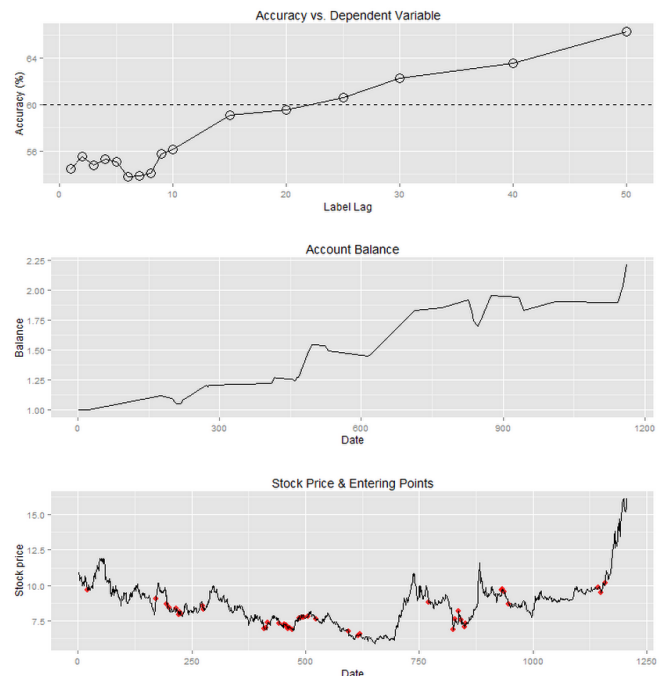 Accuracy vs. Dependent Variable
Accuracy (%)
64
60
56
0 10 20 30 40 50
Label Lag
Account Balance
Balance
2.25
2.00
1.75
1.50
1.25
1.00
0 300 600 900 1200
Date
Stock Price & Entering Points
Stock price
15.0
12.5
10.0
7.5
0 250 500 750 1000 1250
Date